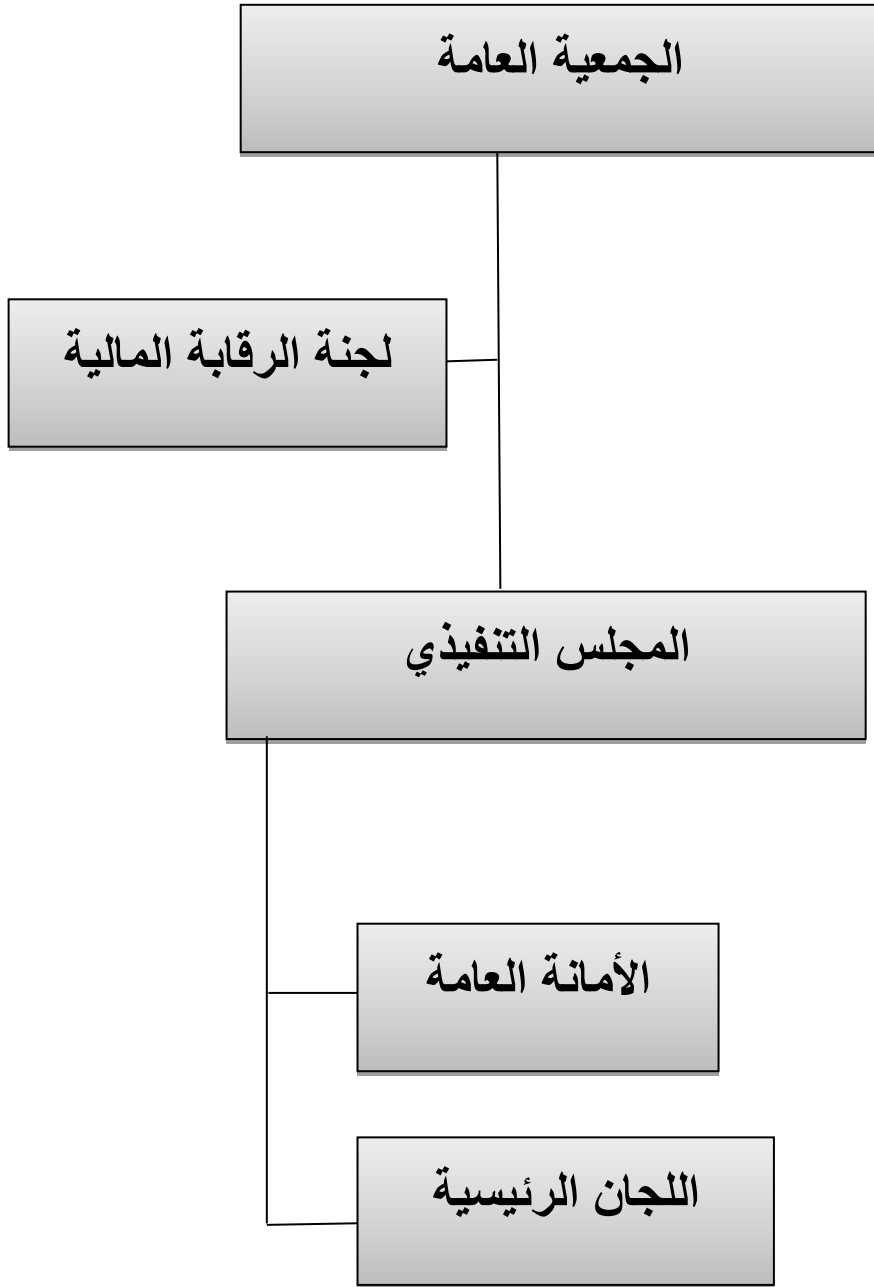 الجمعية العامة
لجنة الرقابة المالية
المجلس التنفيذي
الأمانة العامة
اللجان الرئيسية